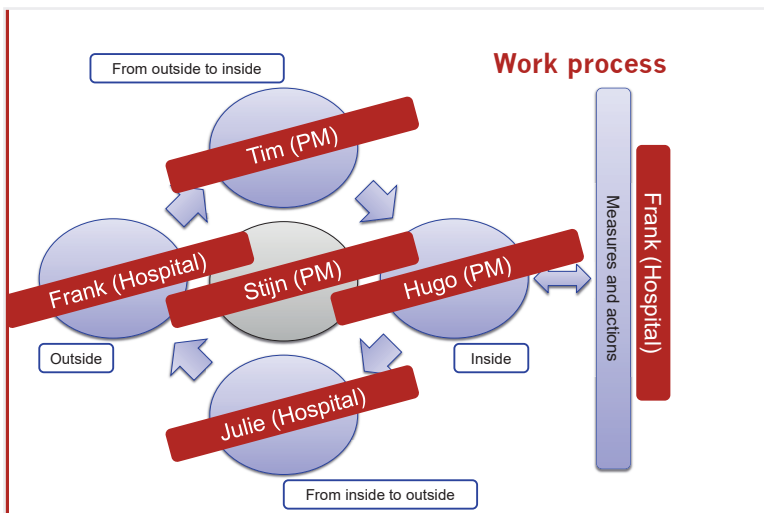 From outside to inside
Work process
Tim (PM)
Frank (Hospital)
Stijn (PM)
Hugo (PM)
Measures and actions
Frank (Hospital)
Outside
Inside
Julie (Hospital)
From inside to outside